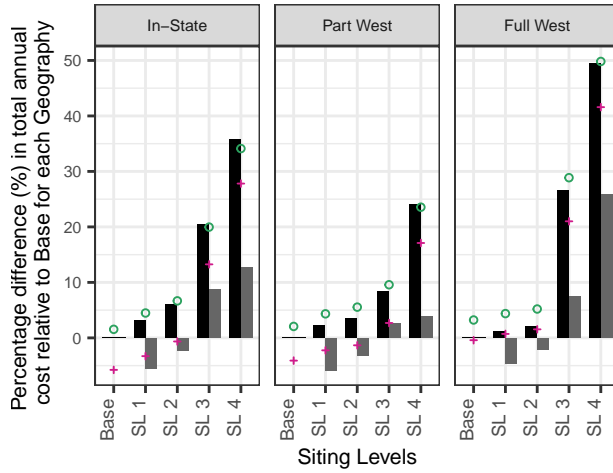 In−State
Part West
Full West
Percentage difference (%) in total annual
cost relative to Base for each Geography
50
40
30
20
10
0
Base
SL 1
SL 2
SL 3
SL 4
Base
SL 1
SL 2
SL 3
SL 4
Base
SL 1
SL 2
SL 3
SL 4
Siting Levels